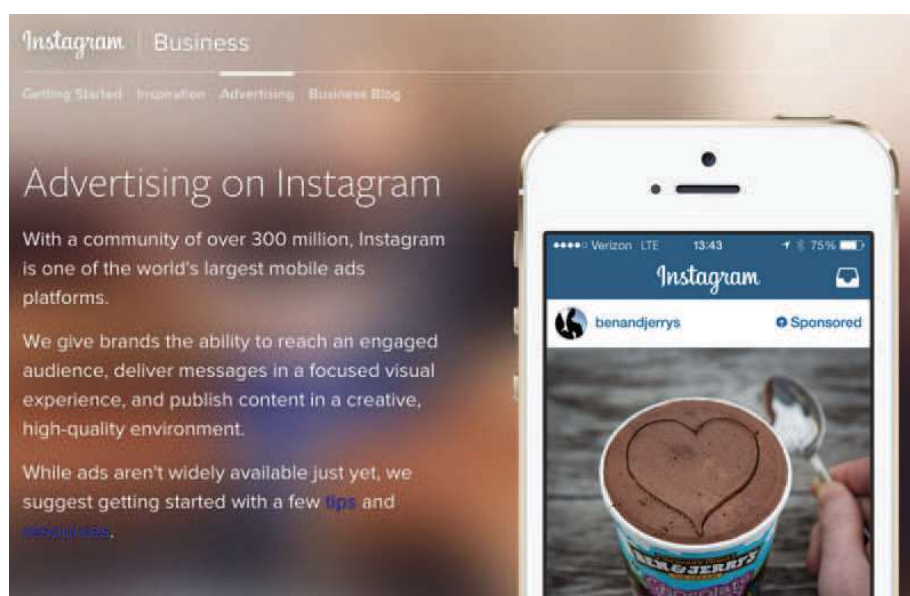 Instagram | Business
Getting Started Inspiration Advertising Business Blog
Advertising on Instagram
With a community of over 300 million, Instagram
is one of the world's largest mobile ads
platforms.
We give brands the ability to reach an engaged
audience, deliver messages in a focused visual
experience, and publish content in a creative,
high-quality environment.
While ads aren't widely available just yet, we
suggest getting started with a few tips and
resources.
Verizon LTE 13:43 75%
Instagram
benandjerrys Sponsored
BEN & JERRY'S
Chocolate